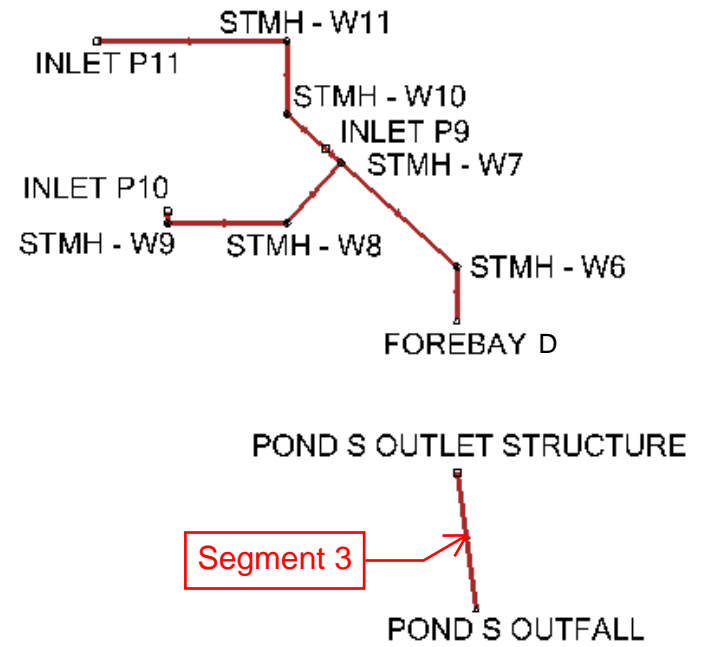 STMH - W11
INLET P11
STMH - W10
INLET P9
STMH - W7
INLET P10
STMH - W9
STMH - W8
STMH - W6
FOREBAY D
POND S OUTLET STRUCTURE
Segment 3
POND S OUTFALL